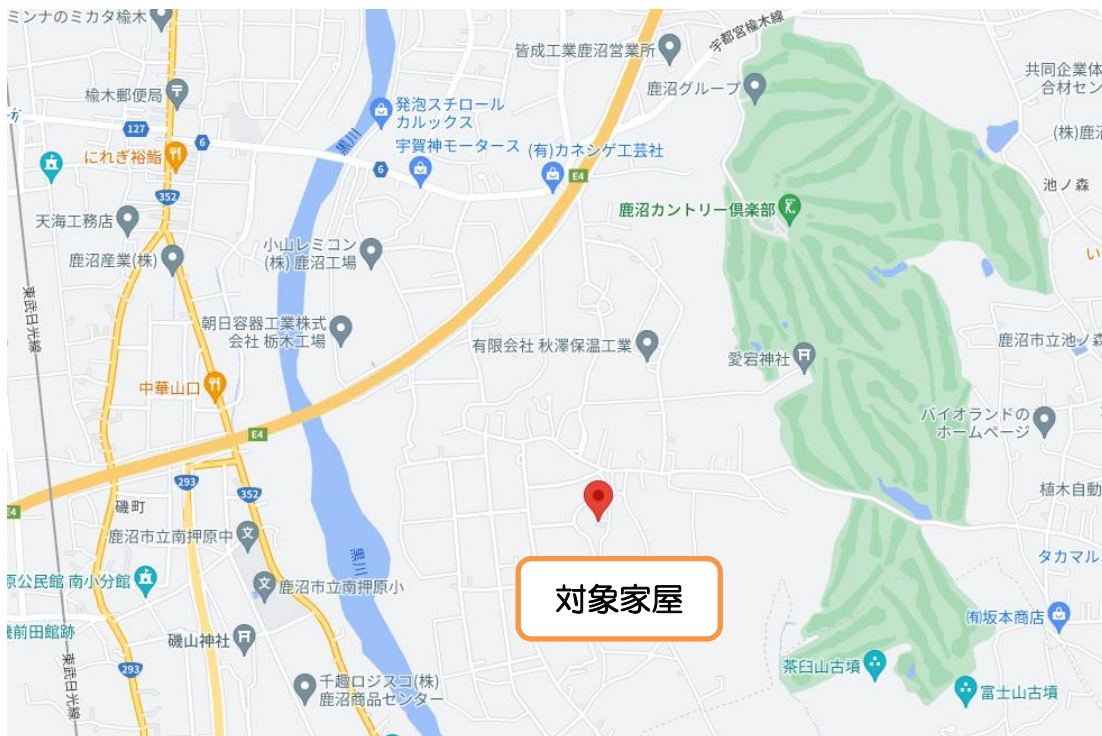 ミンナのミカタ楡木
皆成工業鹿沼営業所
宇都宮楡木線
共同企業体
合材セン
楡木郵便局
鹿沼グループ
発泡スチロール
カルックス
黒川
127
6
(株)鹿沼
にれぎ裕鮨
宇賀神モータース
(有)カネシゲ工芸社
6
E4
池ノ森
352
天海工務店
鹿沼カントリー倶楽部
小山レミコン
(株) 鹿沼工場
鹿沼産業(株)
い
東武日光線
朝日容器工業株式
会社 栃木工場
有限会社 秋澤保温工業
鹿沼市立池ノ森
愛宕神社
中華山口
バイオランドの
ホームページ
E4
293
352
植木自動
E4
磯町
鹿沼市立南押原中
黒川
タカマル
原公民館 南小分館
鹿沼市立南押原小
対象家屋
(有)坂本商店
磯前田館跡
磯山神社
茶臼山古墳
293
東武日光線
千趣ロジスコ(株)
鹿沼商品センター
富士山古墳